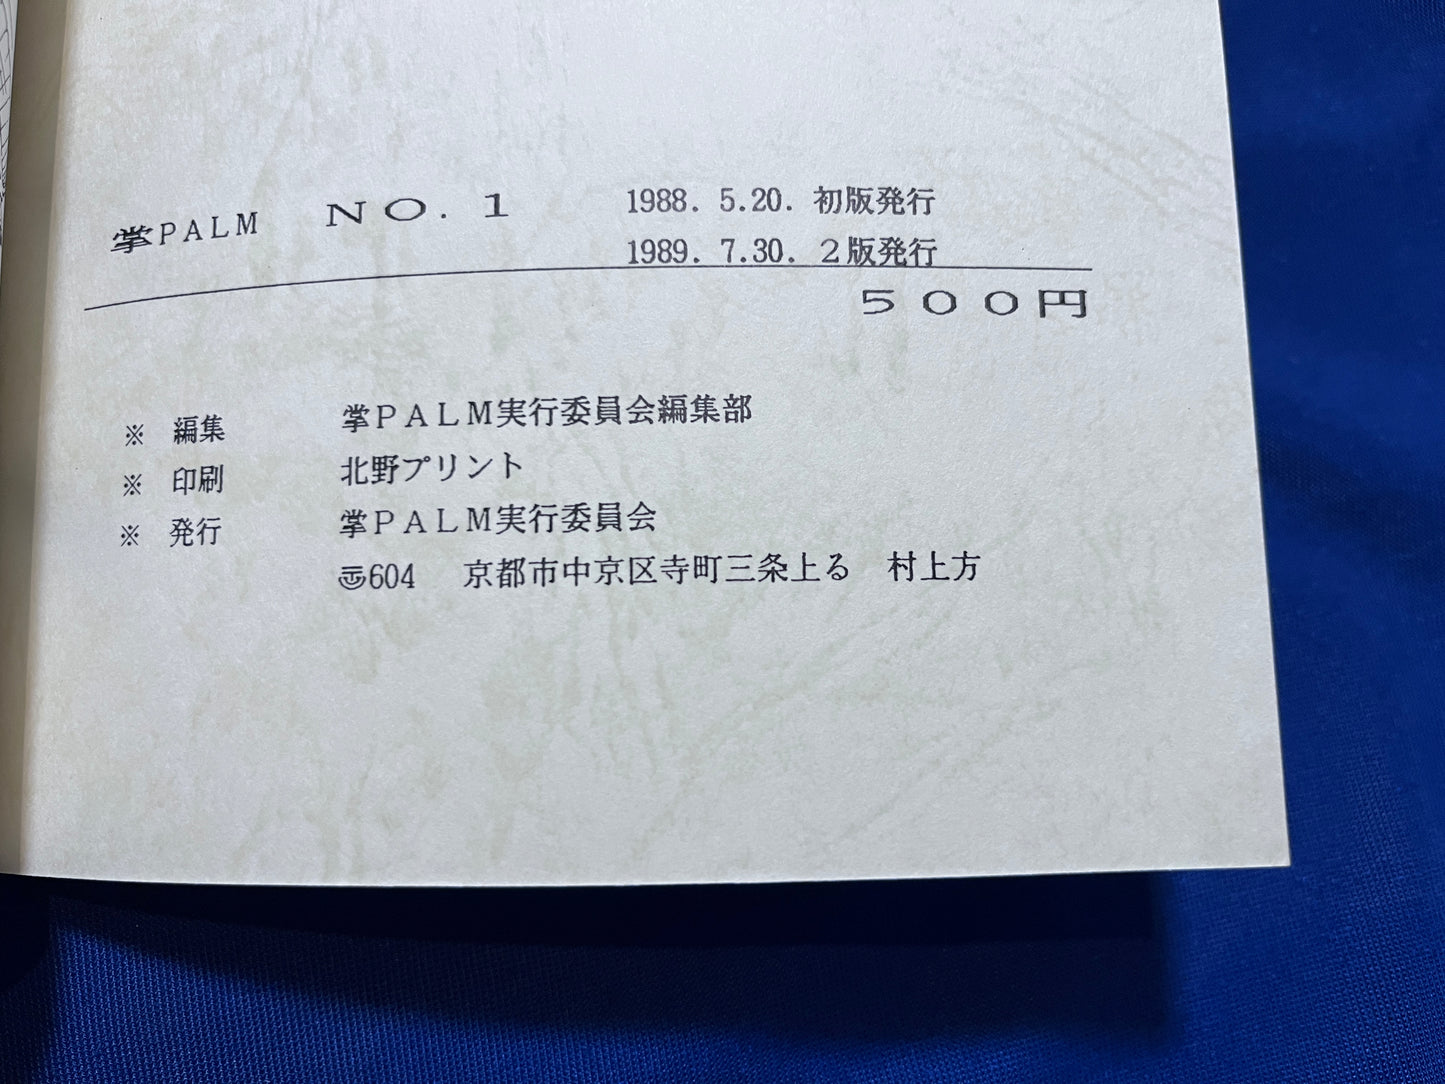 掌PALM NO.1 1988. 5.20. 初版発行
1989. 7.30. 2版発行
500円
※ 編集 掌PALM実行委員会編集部
※ 印刷 北野プリント
※ 発行 掌PALM実行委員会
〠604 京都市中京区寺町三条上る 村上方